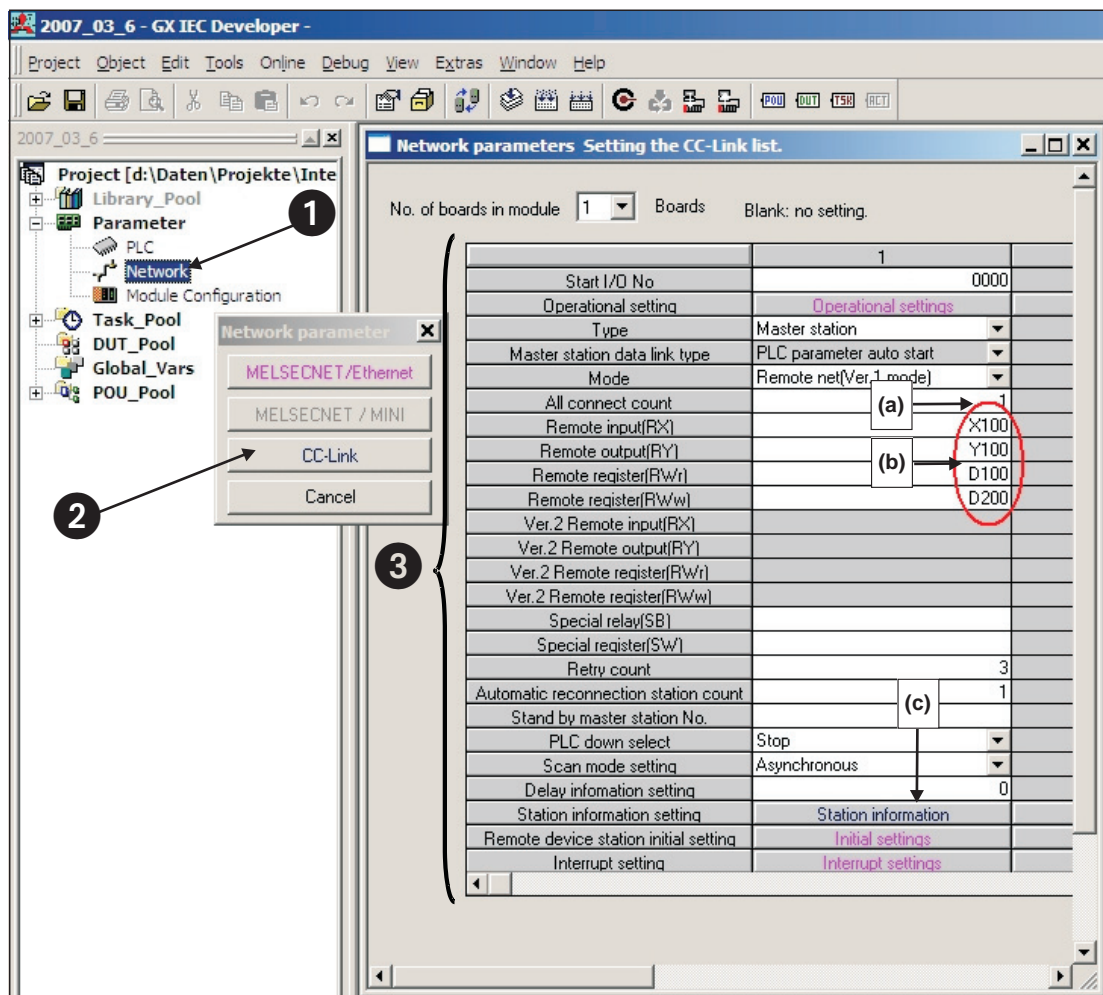 2007_03_6 - GX IEC Developer -
Project Object Edit Tools Online Debug View Extras Window Help
POU DUT TSK ACT
2007_03_6
Project [d:\Daten\Projekte\Inte
Library_Pool
Parameter
PLC
Network
Module Configuration
Task_Pool
DUT_Pool
Global_Vars
POU_Pool
1
Network parameter
MELSECNET/Ethernet
MELSECNET / MINI
CC-Link
Cancel
2
3
Network parameters Setting the CC-Link list.
No. of boards in module 1 Boards Blank: no setting.
1
Start I/O No 0000
Operational setting Operational settings
Type Master station
Master station data link type PLC parameter auto start
Mode Remote net(Ver.1 mode)
All connect count (a) 1
Remote input(RX) X100
Remote output(RY) Y100
(b)
Remote register(RWr) D100
Remote register(RWw) D200
Ver.2 Remote input(RX)
Ver.2 Remote output(RY)
Ver.2 Remote register(RWr)
Ver.2 Remote register(RWw)
Special relay(SB)
Special register(SW)
Retry count 3
Automatic reconnection station count 1
(c)
Stand by master station No.
PLC down select Stop
Scan mode setting Asynchronous
Delay infomation setting 0
Station information setting Station information
Remote device station initial setting Initial settings
Interrupt setting Interrupt settings